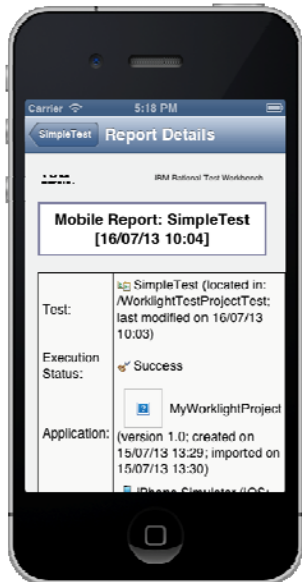 Carrier 5:18 PM
SimpleTest Report Details
IBM Rational Test Workbench
Mobile Report: SimpleTest
[16/07/13 10:04]
Test:
SimpleTest (located in:
/WorklightTestProjectTest;
last modified on 16/07/13
10:03)
Execution
Status:
Success
Application:
MyWorklightProject
(version 1.0; created on
15/07/13 13:29; imported on
15/07/13 13:30)
iPhone Simulator (iOS: